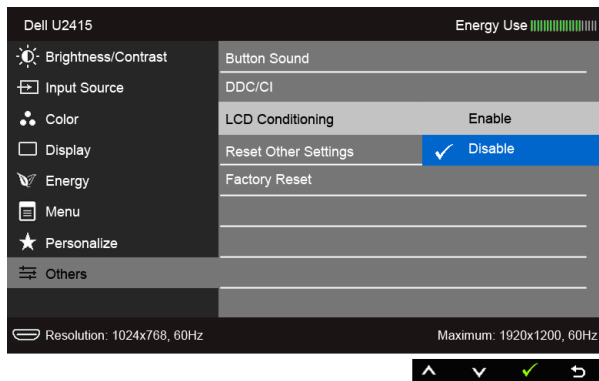 Dell U2415
Energy Use
Brightness/Contrast
Button Sound
Input Source
DDC/CI
Color
LCD Conditioning
Enable
Display
Reset Other Settings
Disable
Energy
Factory Reset
Menu
Personalize
Others
Resolution: 1024x768, 60Hz
Maximum: 1920x1200, 60Hz